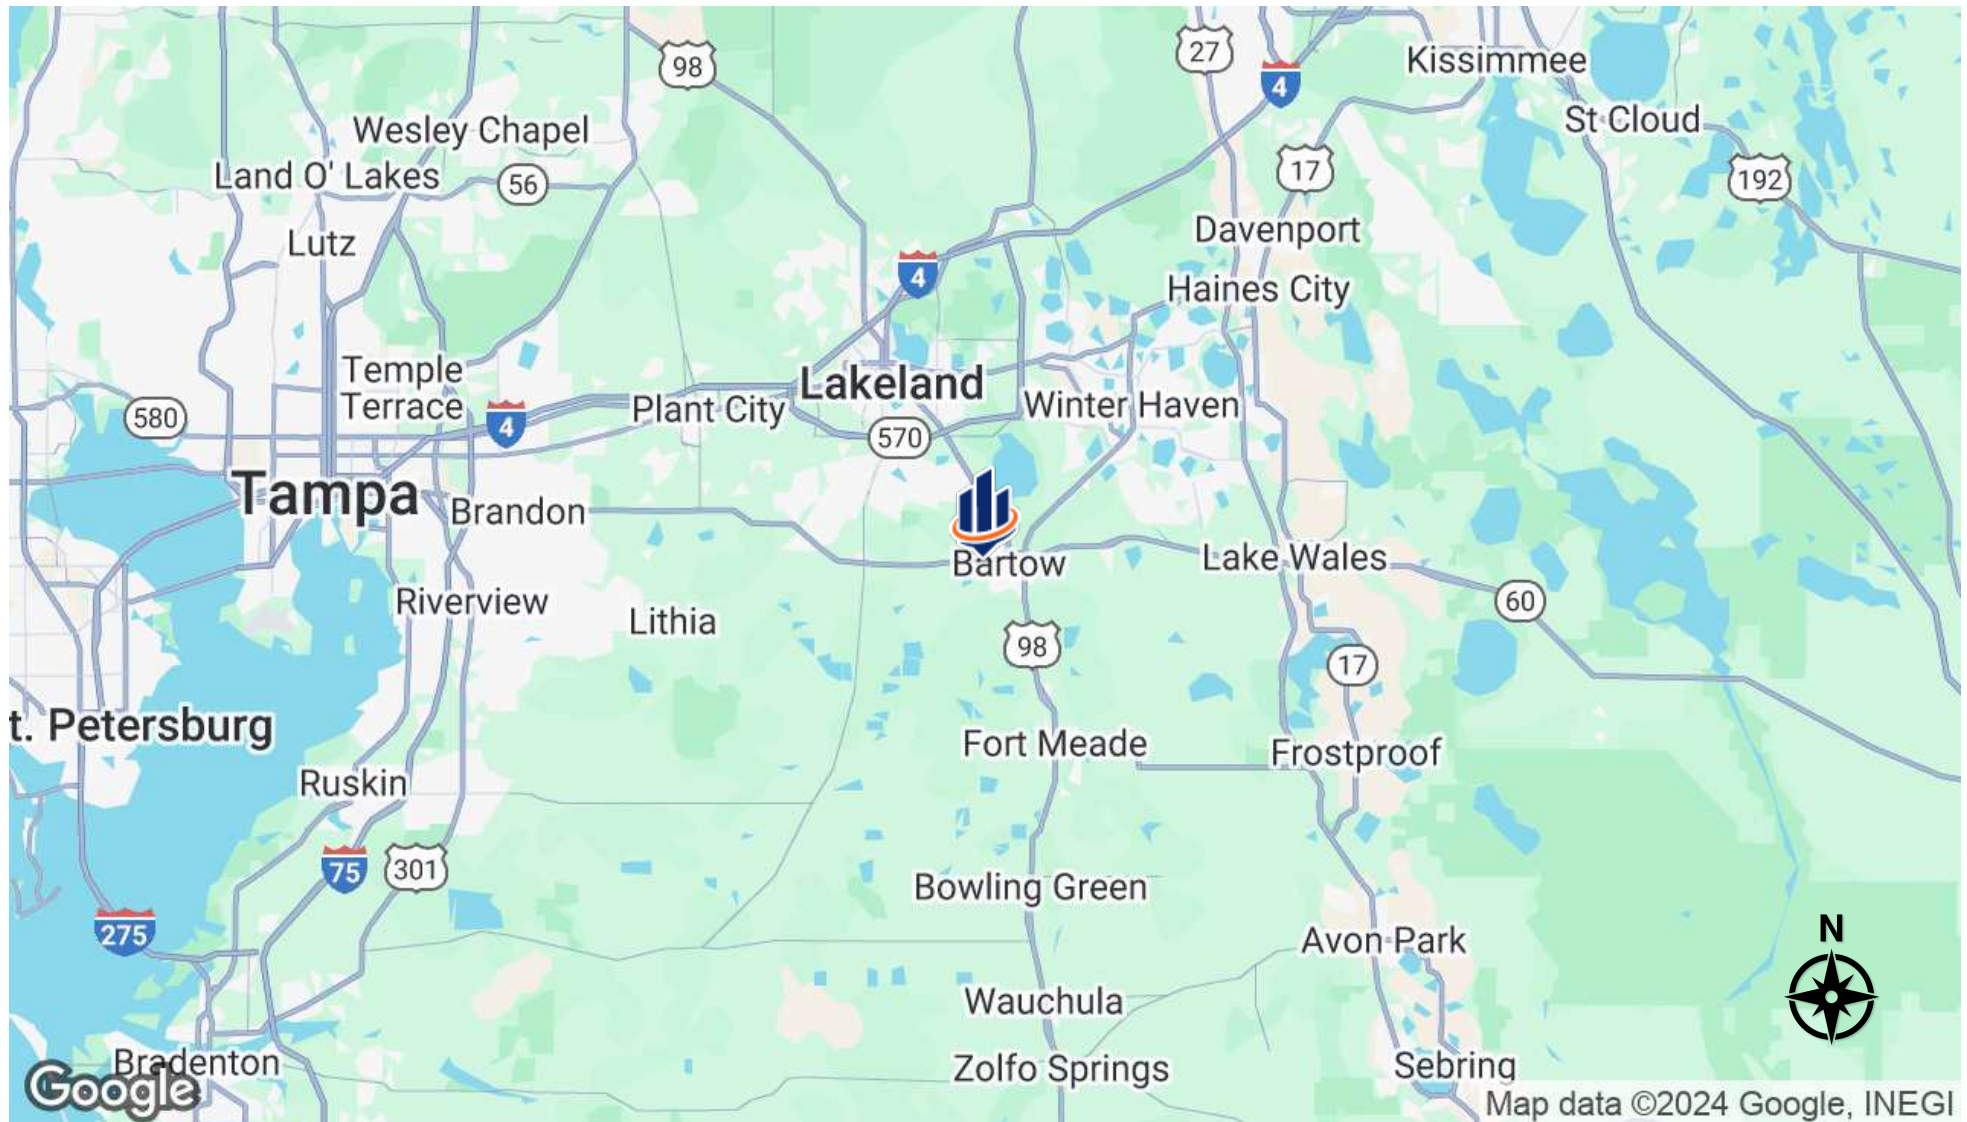 98
27
4
Kissimmee
St Cloud
Wesley Chapel
Land O' Lakes
56
17
192
Lutz
Davenport
4
Haines City
Temple
Terrace
Lakeland
580
4
Plant City
Winter Haven
570
Tampa
Brandon
Bartow
Lake Wales
Riverview
Lithia
60
98
17
t. Petersburg
Fort Meade
Frostproof
Ruskin
75
301
Bowling Green
275
Avon Park
N
Wauchula
Bradenton
Zolfo Springs
Sebring
Google
Map data ©2024 Google, INEGI